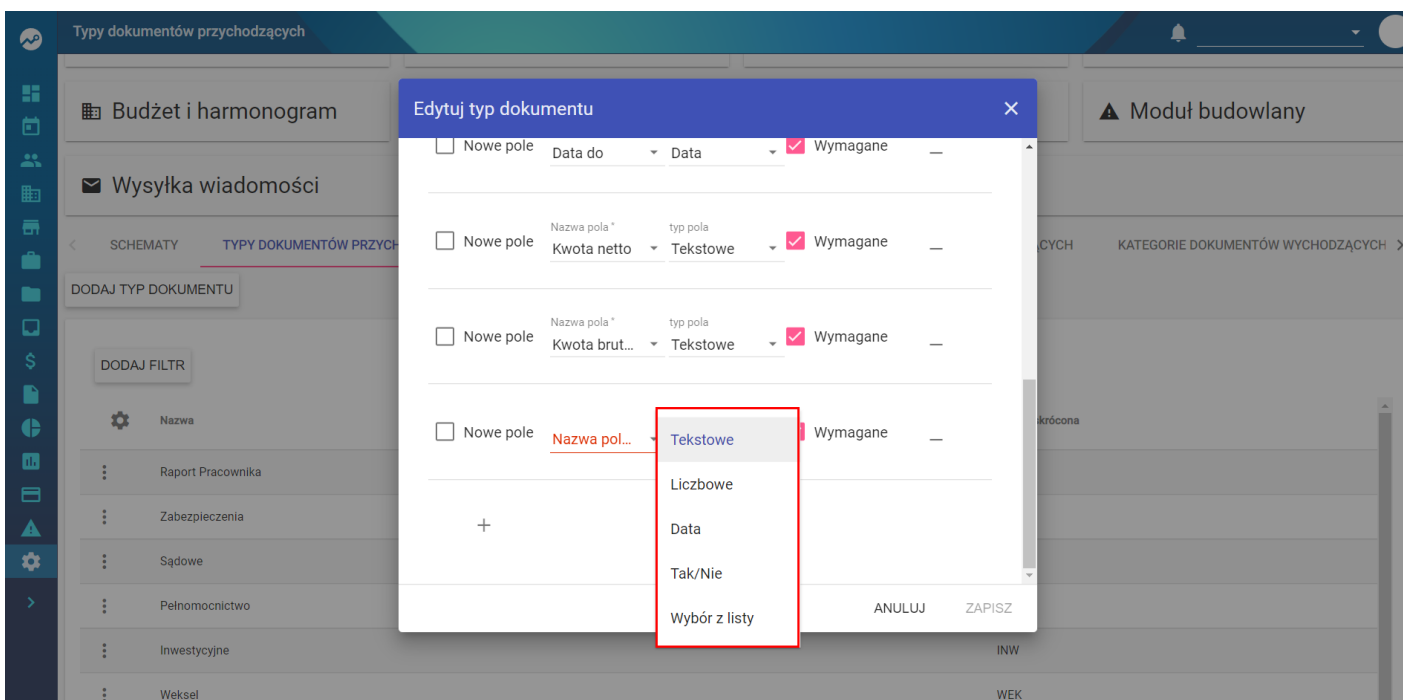 Typy dokumentów przychodzących
Budżet i harmonogram
Moduł budowlany
Wysyłka wiadomości
SCHEMATY
TYPY DOKUMENTÓW PRZYCH
ĄCYCH
KATEGORIE DOKUMENTÓW WYCHODZĄCYCH
DODAJ TYP DOKUMENTU
DODAJ FILTR
Nazwa
skrócona
Raport Pracownika
Zabezpieczenia
Sądowe
Pełnomocnictwo
Inwestycyjne
INW
Weksel
WEK
Edytuj typ dokumentu
Nowe pole
Data do
Data
Wymagane
Nazwa pola *
typ pola
Nowe pole
Kwota netto
Tekstowe
Wymagane
Nazwa pola *
typ pola
Nowe pole
Kwota brut...
Tekstowe
Wymagane
Nowe pole
Nazwa pol...
Tekstowe
Wymagane
Liczbowe
Data
Tak/Nie
Wybór z listy
ANULUJ
ZAPISZ